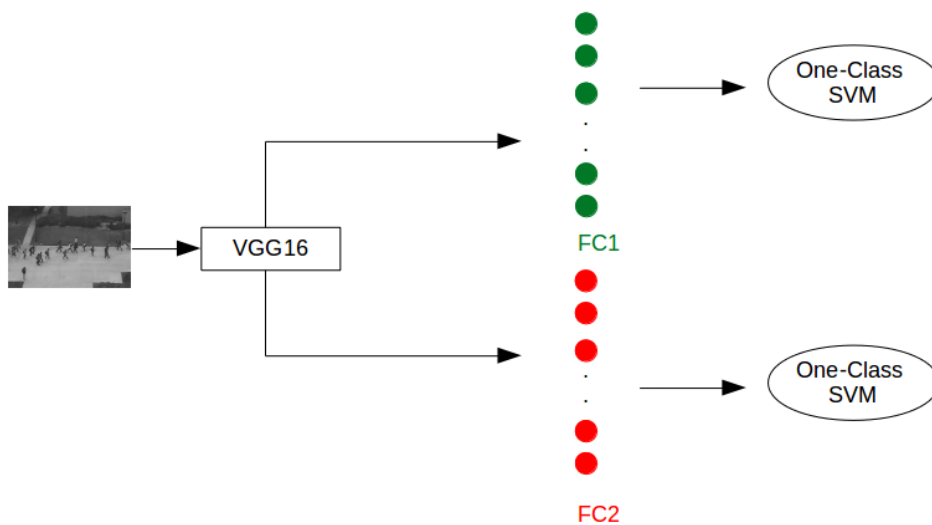 One-Class
SVM
VGG16
FC1
One-Class
SVM
FC2